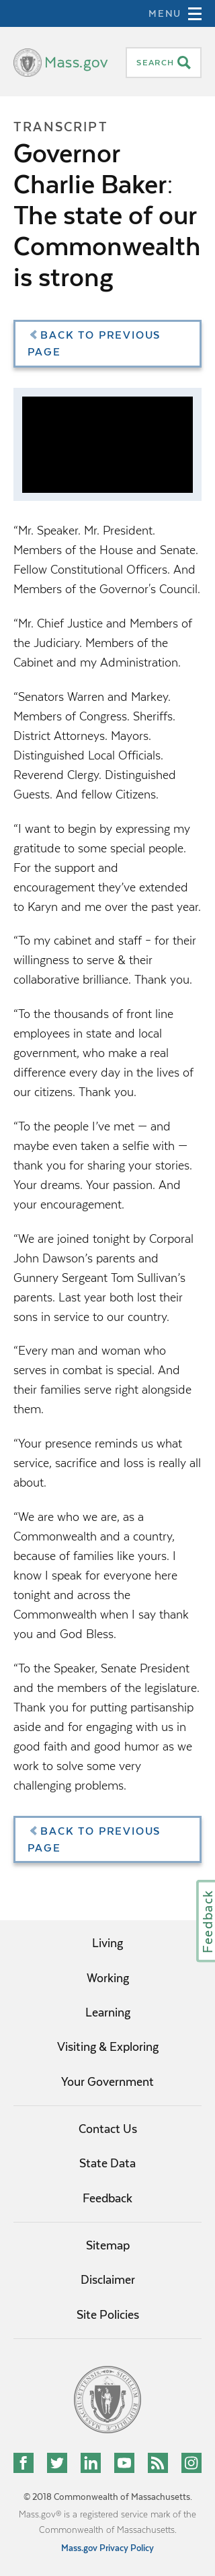 MENU
Mass.gov
SEARCH
TRANSCRIPT
Governor
Charlie Baker:
The state of our
Commonwealth
is strong
BACK TO PREVIOUS
PAGE
“Mr. Speaker. Mr. President.
Members of the House and Senate.
Fellow Constitutional Officers. And
Members of the Governor's Council.
“Mr. Chief Justice and Members of
the Judiciary. Members of the
Cabinet and my Administration.
“Senators Warren and Markey.
Members of Congress. Sheriffs.
District Attorneys. Mayors.
Distinguished Local Officials.
Reverend Clergy. Distinguished
Guests. And fellow Citizens.
“I want to begin by expressing my
gratitude to some special people.
For the support and
encouragement they’ve extended
to Karyn and me over the past year.
“To my cabinet and staff – for their
willingness to serve & their
collaborative brilliance. Thank you.
“To the thousands of front line
employees in state and local
government, who make a real
difference every day in the lives of
our citizens. Thank you.
“To the people I’ve met — and
maybe even taken a selfie with —
thank you for sharing your stories.
Your dreams. Your passion. And
your encouragement.
“We are joined tonight by Corporal
John Dawson’s parents and
Gunnery Sergeant Tom Sullivan’s
parents. Last year both lost their
sons in service to our country.
“Every man and woman who
serves in combat is special. And
their families serve right alongside
them.
“Your presence reminds us what
service, sacrifice and loss is really all
about.
“We are who we are, as a
Commonwealth and a country,
because of families like yours. I
know I speak for everyone here
tonight and across the
Commonwealth when I say thank
you and God Bless.
“To the Speaker, Senate President
and the members of the legislature.
Thank you for putting partisanship
aside and for engaging with us in
good faith and good humor as we
work to solve some very
challenging problems.
BACK TO PREVIOUS
PAGE
Feedback
Living
Working
Learning
Visiting & Exploring
Your Government
Contact Us
State Data
Feedback
Sitemap
Disclaimer
Site Policies
© 2018 Commonwealth of Massachusetts.
Mass.gov® is a registered service mark of the
Commonwealth of Massachusetts.
Mass.gov Privacy Policy